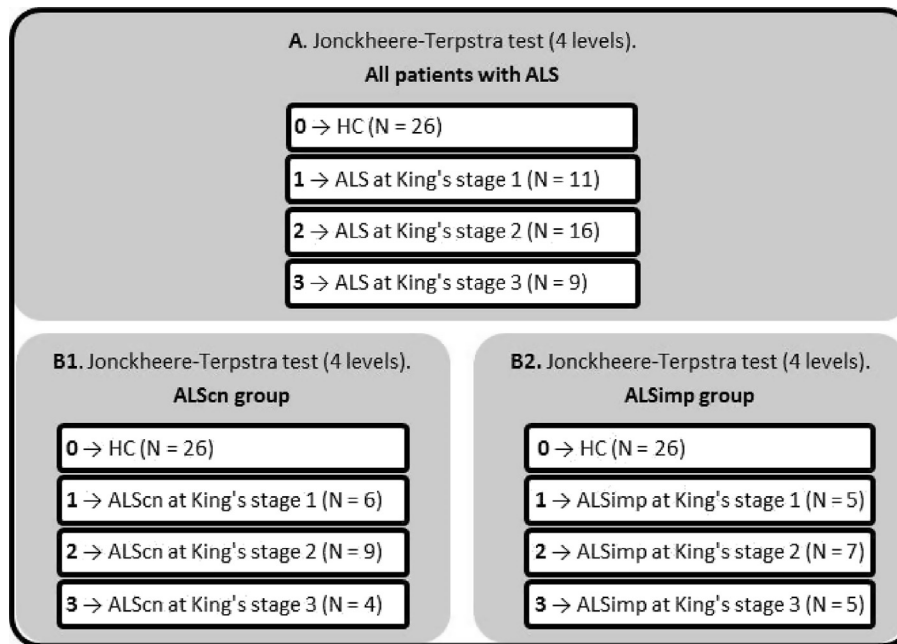 A. Jonckheere-Terpstra test (4 levels).
All patients with ALS
0 → HC (N = 26)
1 → ALS at King's stage 1 (N = 11)
2 → ALS at King's stage 2 (N = 16)
3 → ALS at King's stage 3 (N = 9)
B1. Jonckheere-Terpstra test (4 levels).
ALScn group
0 → HC (N = 26)
1 → ALScn at King's stage 1 (N = 6)
2 → ALScn at King's stage 2 (N = 9)
3 → ALScn at King's stage 3 (N = 4)
B2. Jonckheere-Terpstra test (4 levels).
ALSimp group
0 → HC (N = 26)
1 → ALSimp at King's stage 1 (N = 5)
2 → ALSimp at King's stage 2 (N = 7)
3 → ALSimp at King's stage 3 (N = 5)